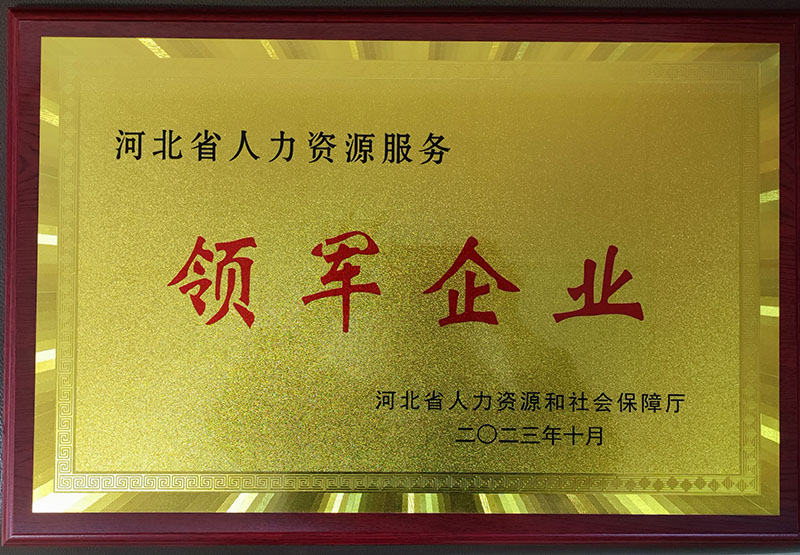 河北省人力资源服务
领军企业
河北省人力资源和社会保障厅
二〇二三年十月